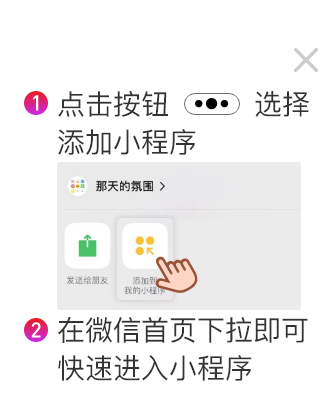 1 点击按钮 选择
添加小程序
那天的氛围
发送给朋友
添加到
我的小程序
2 在微信首页下拉即可
快速进入小程序